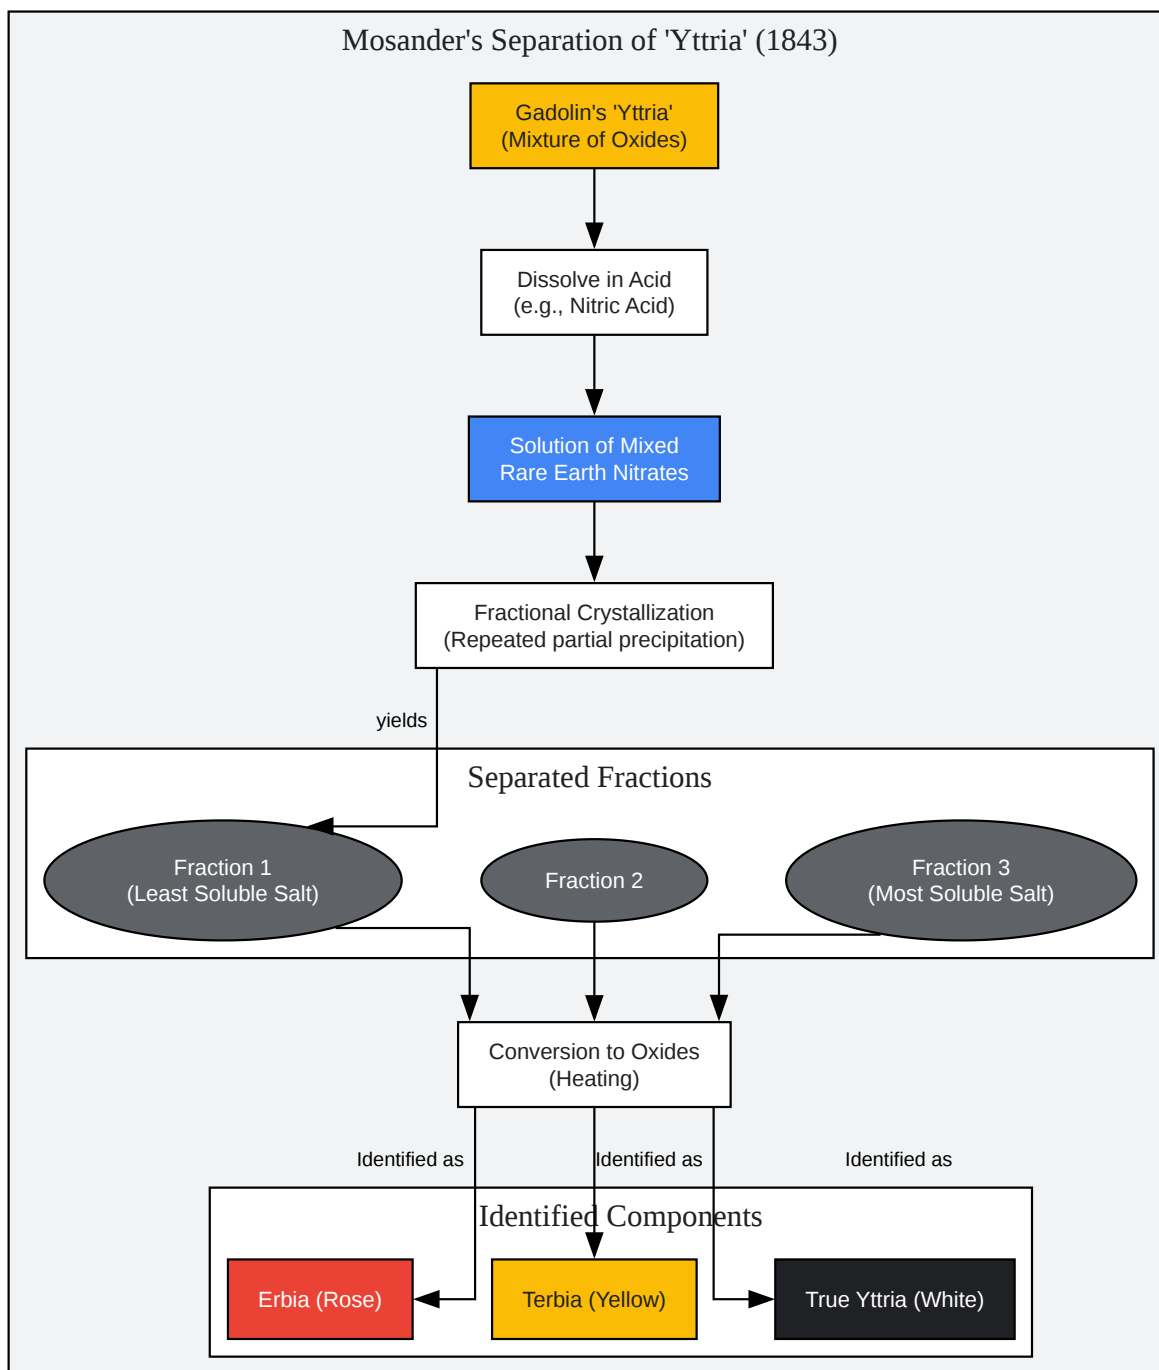 Mosander's Separation of 'Yttria' (1843)
Gadolin's 'Yttria'
(Mixture of Oxides)
Dissolve in Acid
(e.g., Nitric Acid)
Solution of Mixed
Rare Earth Nitrates
Fractional Crystallization
(Repeated partial precipitation)
yields
Separated Fractions
Fraction 1
(Least Soluble Salt)
Fraction 2
Fraction 3
(Most Soluble Salt)
Conversion to Oxides
(Heating)
Identified as
Identified as
Identified as
Identified Components
Erbia (Rose)
Terbia (Yellow)
True Yttria (White)